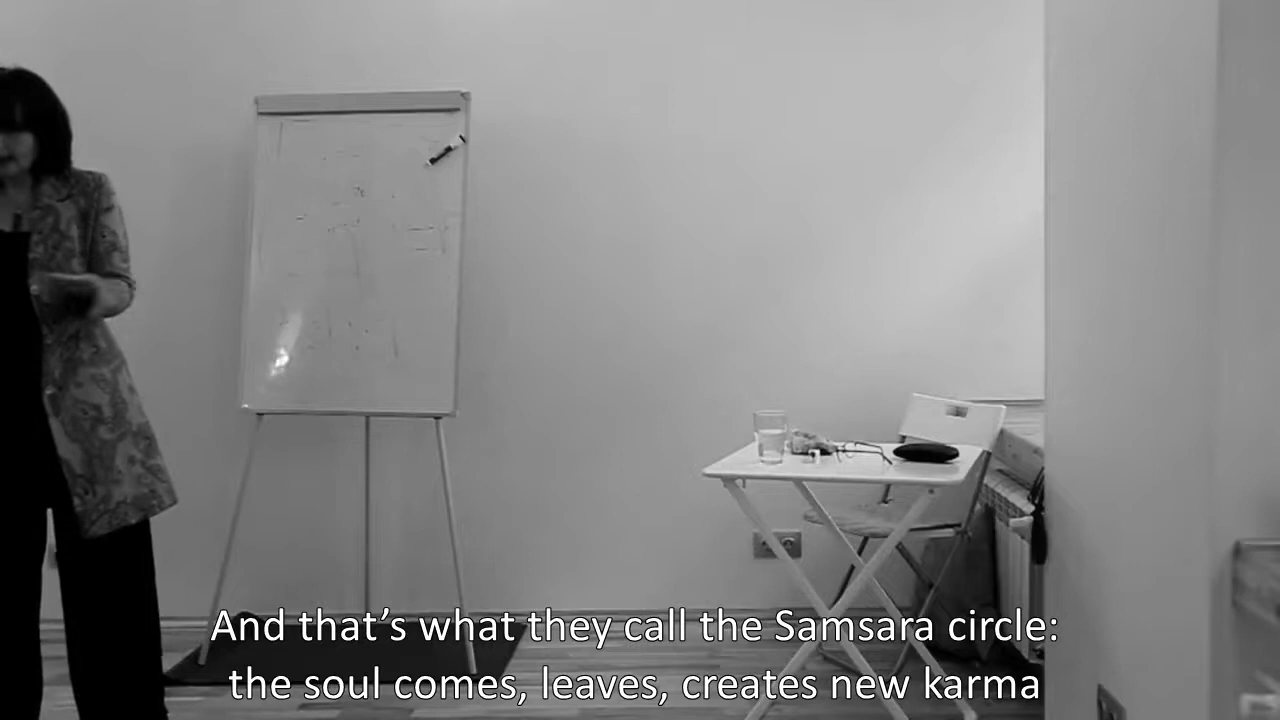 And that’s what they call the Samsara circle:
the soul comes, leaves, creates new karma